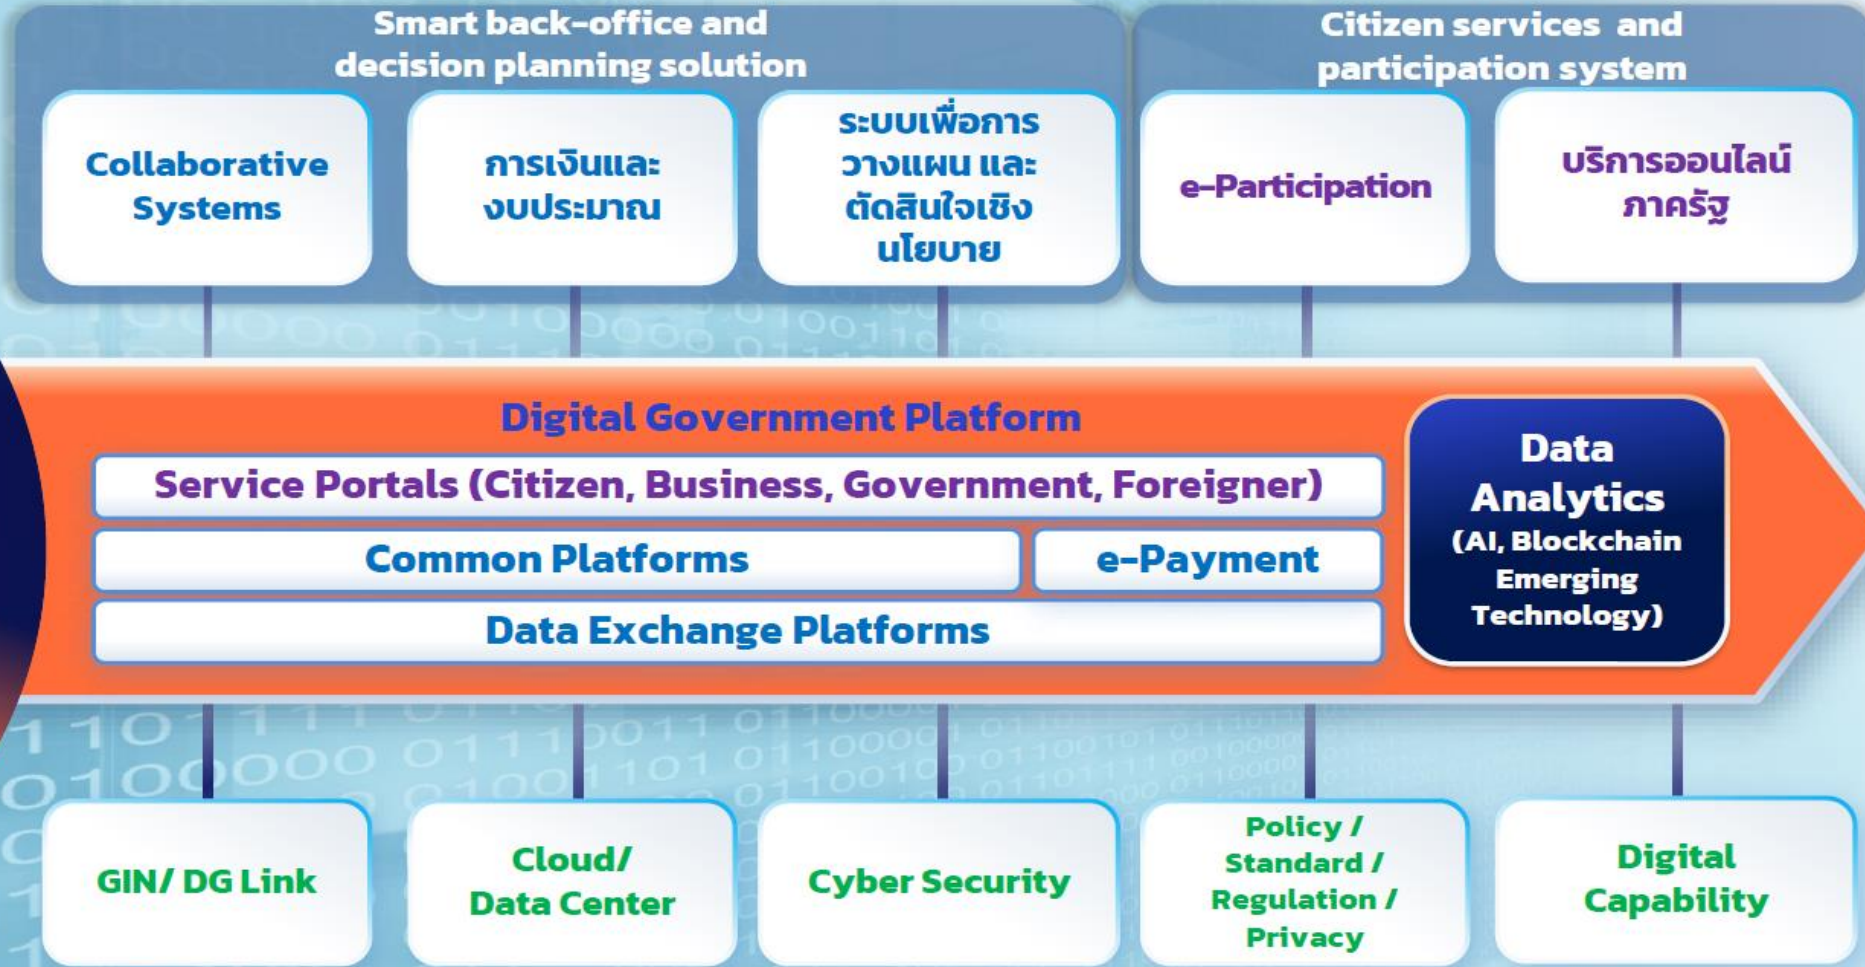 Smart back-office and
decision planning solution
Citizen services and
participation system
Collaborative
Systems
การเงินและ
งบประมาณ
ระบบเพื่อการ
วางแผน และ
ตัดสินใจเชิง
นโยบาย
e-Participation
บริการออนไลน์
ภาครัฐ
Digital Government Platform
Service Portals (Citizen, Business, Government, Foreigner)
Common Platforms
e-Payment
Data Exchange Platforms
Data
Analytics
(AI, Blockchain
Emerging
Technology)
GIN/ DG Link
Cloud/
Data Center
Cyber Security
Policy /
Standard /
Regulation /
Privacy
Digital
Capability